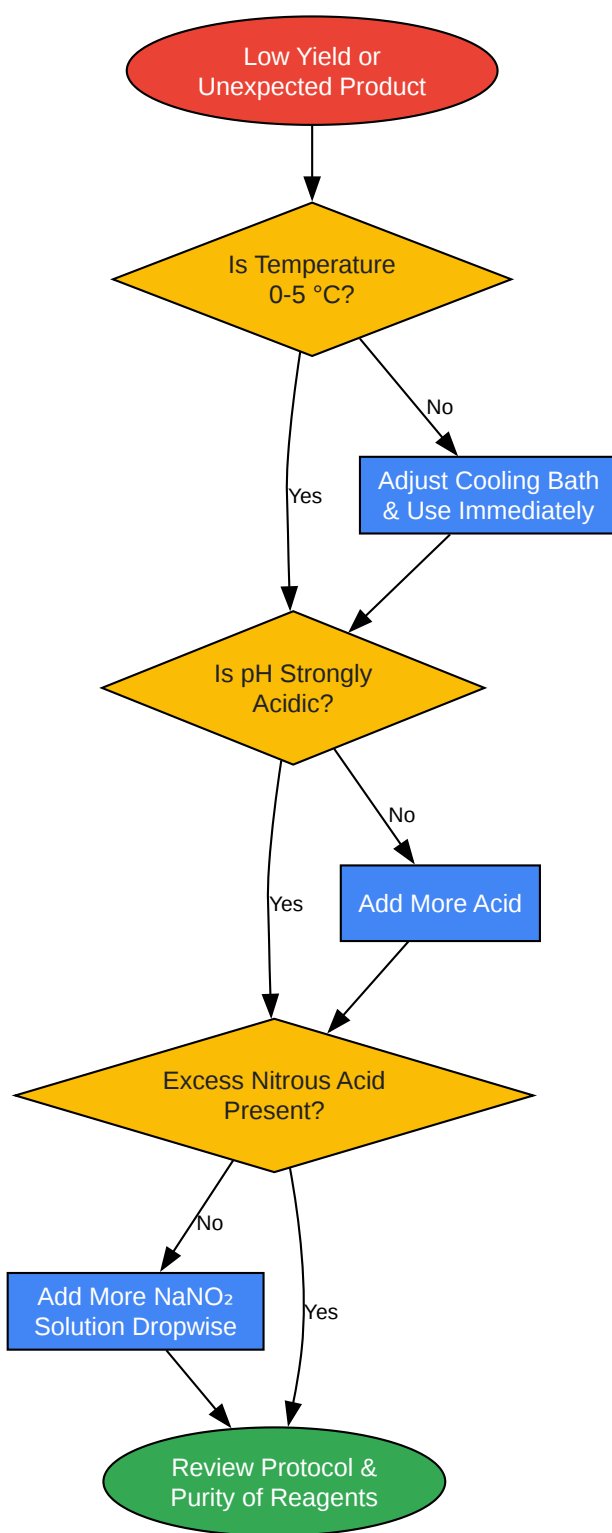 Low Yield or
Unexpected Product
Is Temperature
0-5 °C?
No
Adjust Cooling Bath
& Use Immediately
Yes
Is pH Strongly
Acidic?
No
Add More Acid
Yes
Excess Nitrous Acid
Present?
No
Add More NaNO₂
Solution Dropwise
Yes
Review Protocol &
Purity of Reagents